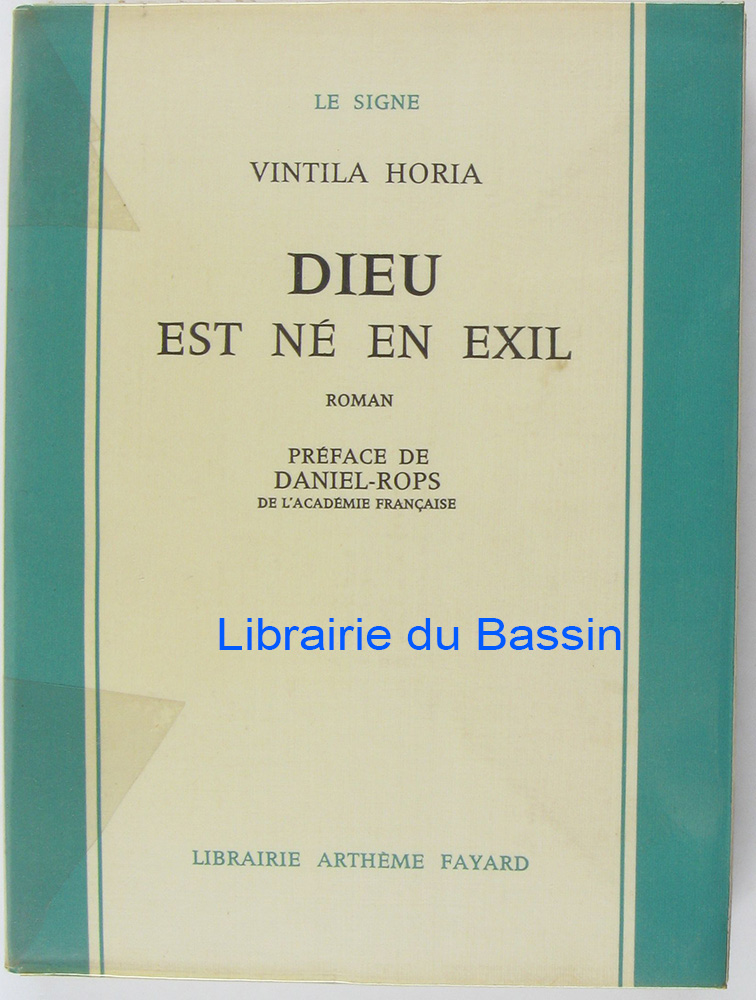 LE SIGNE
VINTILA HORIA
DIEU
EST NÉ EN EXIL
ROMAN
PRÉFACE DE
DANIEL-ROPS
DE L'ACADÉMIE FRANÇAISE
Librairie du Bassin
LIBRAIRIE ARTHÈME FAYARD